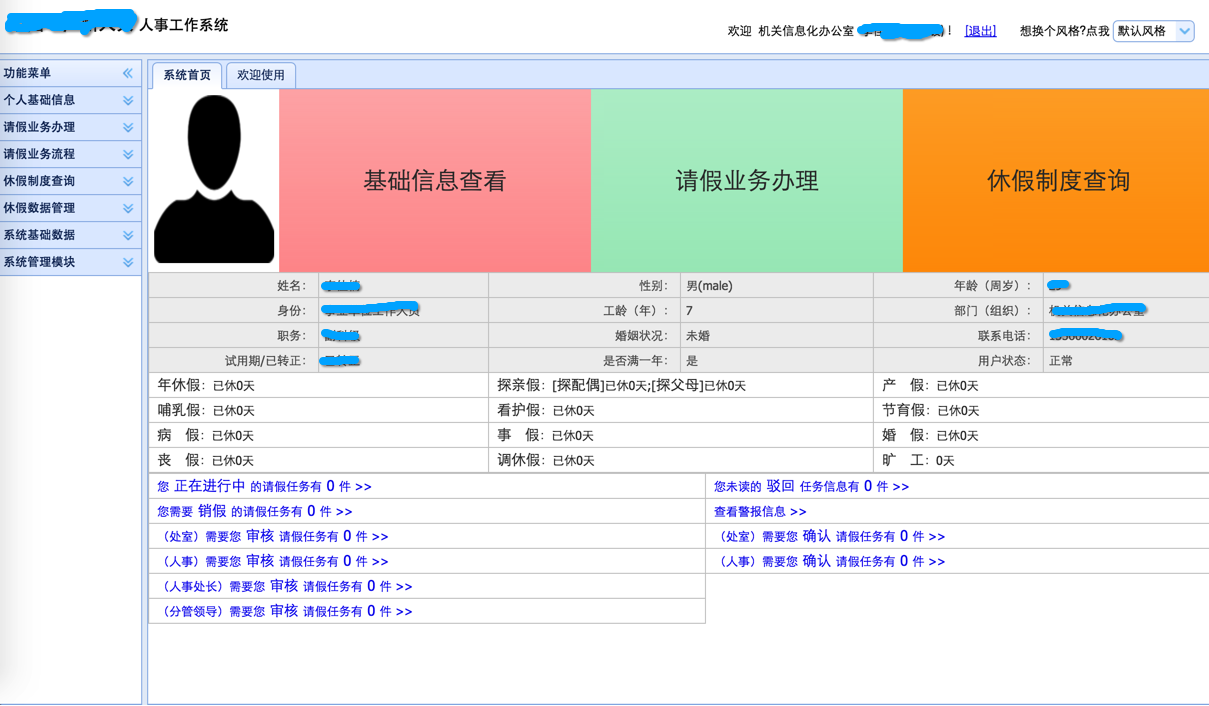 人事工作系统
欢迎 机关信息化办公室 ！ [退出] 想换个风格?点我 默认风格
功能菜单
个人基础信息
请假业务办理
请假业务流程
休假制度查询
休假数据管理
系统基础数据
系统管理模块
系统首页 欢迎使用
基础信息查看 请假业务办理 休假制度查询
姓名： 性别： 男(male) 年龄（周岁）：
身份： 工龄（年）： 7 部门（组织）：
职务： 婚姻状况： 未婚 联系电话：
试用期/已转正： 是否满一年： 是 用户状态： 正常
年休假：已休0天 探亲假：[探配偶]已休0天;[探父母]已休0天 产 假：已休0天
哺乳假：已休0天 看护假：已休0天 节育假：已休0天
病 假：已休0天 事 假：已休0天 婚 假：已休0天
丧 假：已休0天 调休假：已休0天 旷 工：0天
您 正在进行中 的请假任务有 0 件 >> 您未读的 驳回 任务信息有 0 件 >>
您需要 销假 的请假任务有 0 件 >> 查看警报信息 >>
（处室）需要您 审核 请假任务有 0 件 >> （处室）需要您 确认 请假任务有 0 件 >>
（人事）需要您 审核 请假任务有 0 件 >> （人事）需要您 确认 请假任务有 0 件 >>
（人事处长）需要您 审核 请假任务有 0 件 >>
（分管领导）需要您 审核 请假任务有 0 件 >>